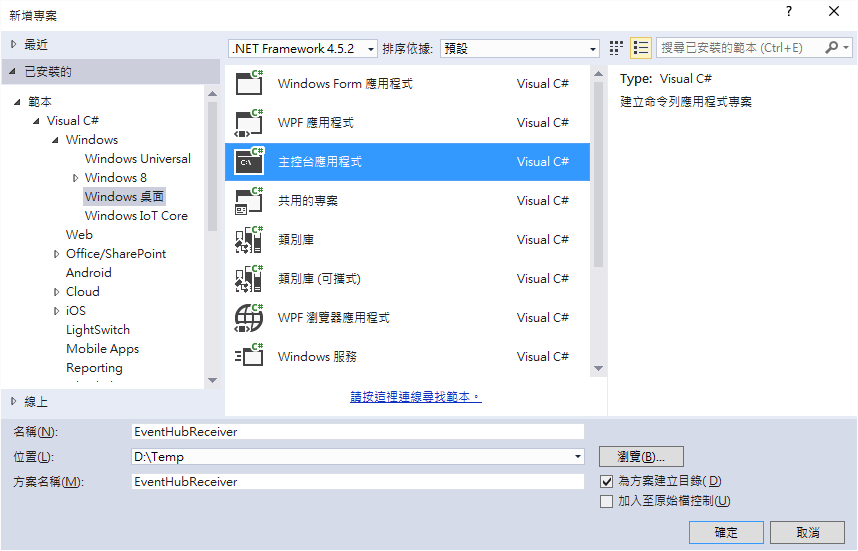 新增專案
?
最近
已安裝的
範本
Visual C#
Windows
Windows Universal
Windows 8
Windows 桌面
Windows IoT Core
Web
Office/SharePoint
Android
Cloud
iOS
LightSwitch
Mobile Apps
Reporting
線上
.NET Framework 4.5.2
排序依據:
預設
搜尋已安裝的範本 (Ctrl+E)
Windows Form 應用程式 Visual C#
WPF 應用程式 Visual C#
主控台應用程式 Visual C#
共用的專案 Visual C#
類別庫 Visual C#
類別庫 (可攜式) Visual C#
WPF 瀏覽器應用程式 Visual C#
Windows 服務 Visual C#
請按這裡連線尋找範本。
Type: Visual C#
建立命令列應用程式專案
名稱(N): EventHubReceiver
位置(L): D:\Temp
瀏覽(B)...
方案名稱(M): EventHubReceiver
為方案建立目錄(D)
加入至原始檔控制(U)
確定
取消